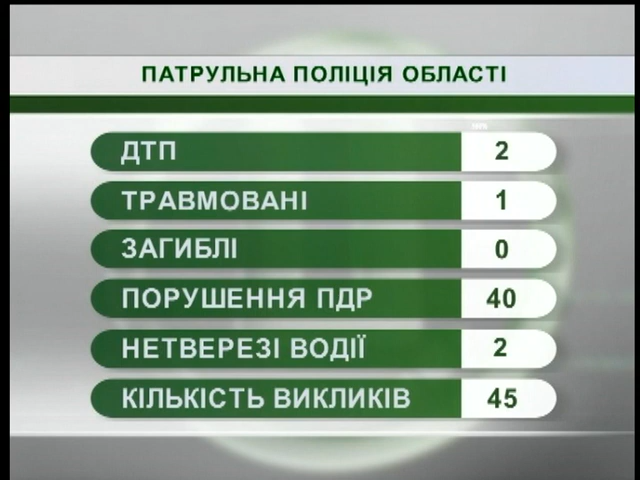 ПАТРУЛЬНА ПОЛІЦІЯ ОБЛАСТІ
ДТП 2
ТРАВМОВАНІ 1
ЗАГИБЛІ 0
ПОРУШЕННЯ ПДР 40
НЕТВЕРЕЗІ ВОДІЇ 2
КІЛЬКІСТЬ ВИКЛИКІВ 45